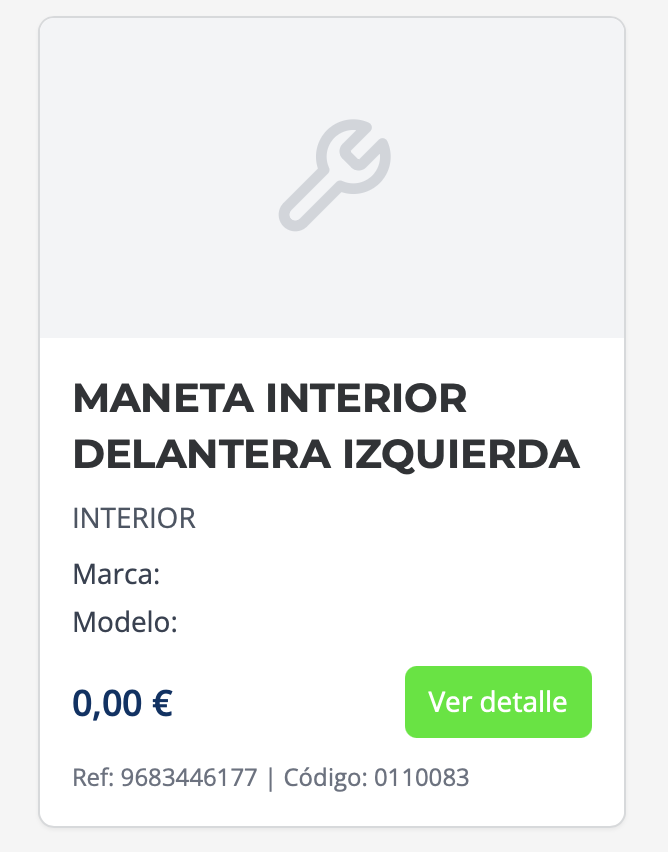 MANETA INTERIOR
DELANTERA IZQUIERDA
INTERIOR
Marca:
Modelo:
0,00 €
Ver detalle
Ref: 9683446177 | Código: 0110083